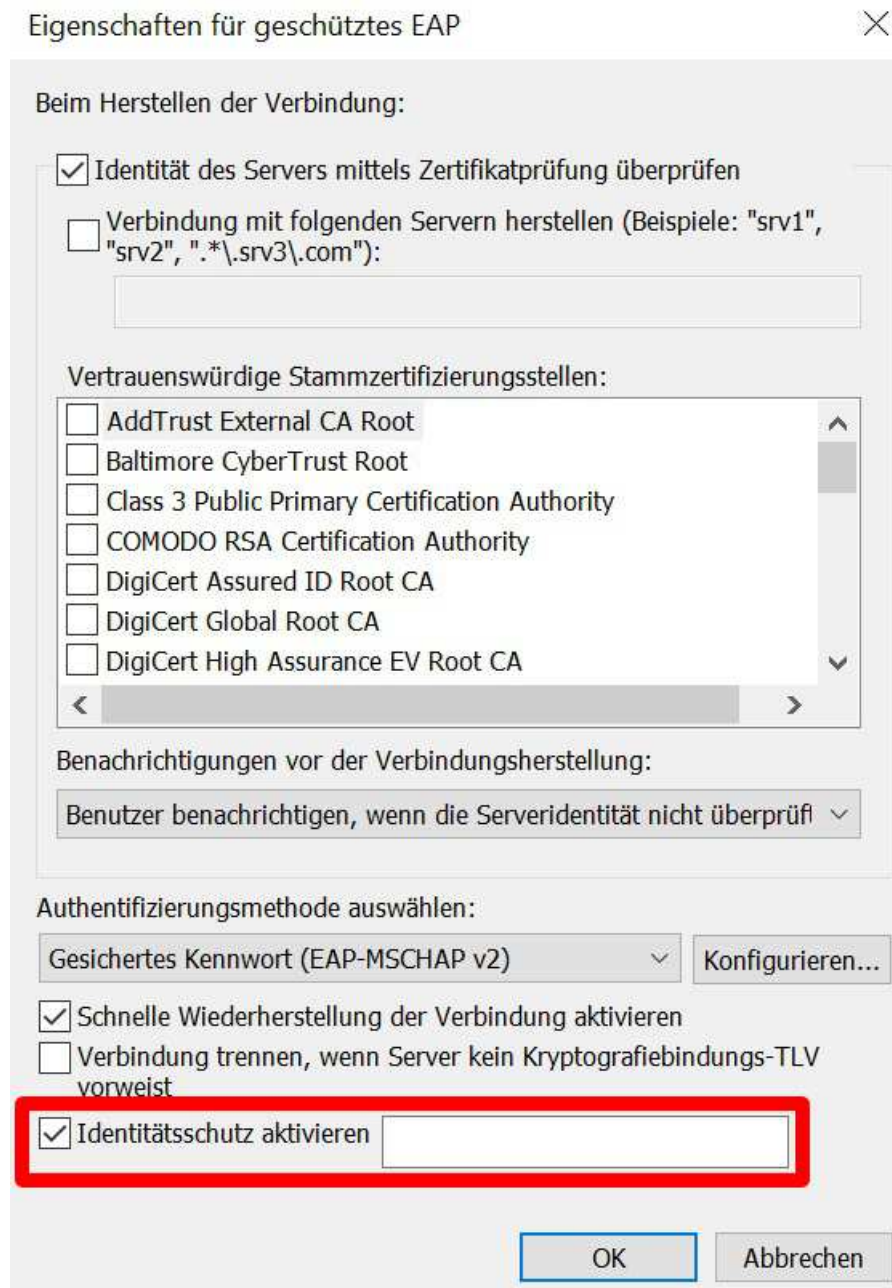 Eigenschaften für geschütztes EAP
Beim Herstellen der Verbindung:
Identität des Servers mittels Zertifikatprüfung überprüfen
Verbindung mit folgenden Servern herstellen (Beispiele: "srv1",
"srv2", ".*\.srv3\.com"):
Vertrauenswürdige Stammzertifizierungsstellen:
AddTrust External CA Root
Baltimore CyberTrust Root
Class 3 Public Primary Certification Authority
COMODO RSA Certification Authority
DigiCert Assured ID Root CA
DigiCert Global Root CA
DigiCert High Assurance EV Root CA
Benachrichtigungen vor der Verbindungsherstellung:
Benutzer benachrichtigen, wenn die Serveridentität nicht überprüft
Authentifizierungsmethode auswählen:
Gesichertes Kennwort (EAP-MSCHAP v2)
Konfigurieren...
Schnelle Wiederherstellung der Verbindung aktivieren
Verbindung trennen, wenn Server kein Kryptografiebindungs-TLV
vorweist
Identitätsschutz aktivieren
OK
Abbrechen